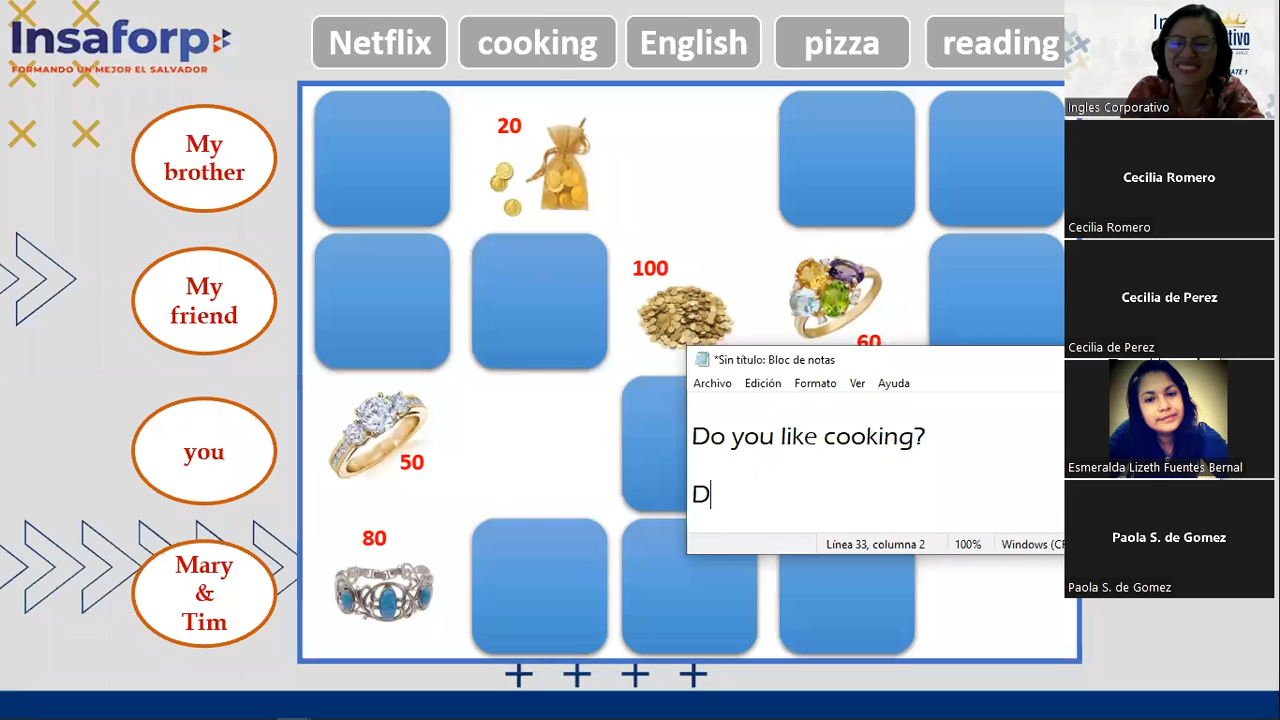 Insaforp
FORMANDO UN MEJOR EL SALVADOR
Netflix
cooking
English
pizza
reading
My
brother
My
friend
you
Mary
&
Tim
20
100
60
50
80
*Sin título: Bloc de notas
Archivo Edición Formato Ver Ayuda
Do you like cooking?
D
Línea 33, columna 2 100% Windows (CF
Ingles Corporativo
Cecilia Romero
Cecilia Romero
Cecilia de Perez
Cecilia de Perez
Esmeralda Lizeth Fuentes Bernal
Paola S. de Gomez
Paola S. de Gomez